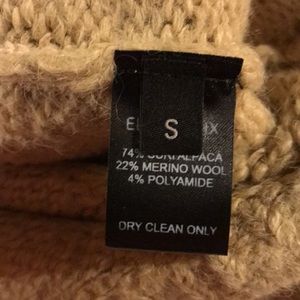 S
74% SURI ALPACA
22% MERINO WOOL
4% POLYAMIDE
DRY CLEAN ONLY